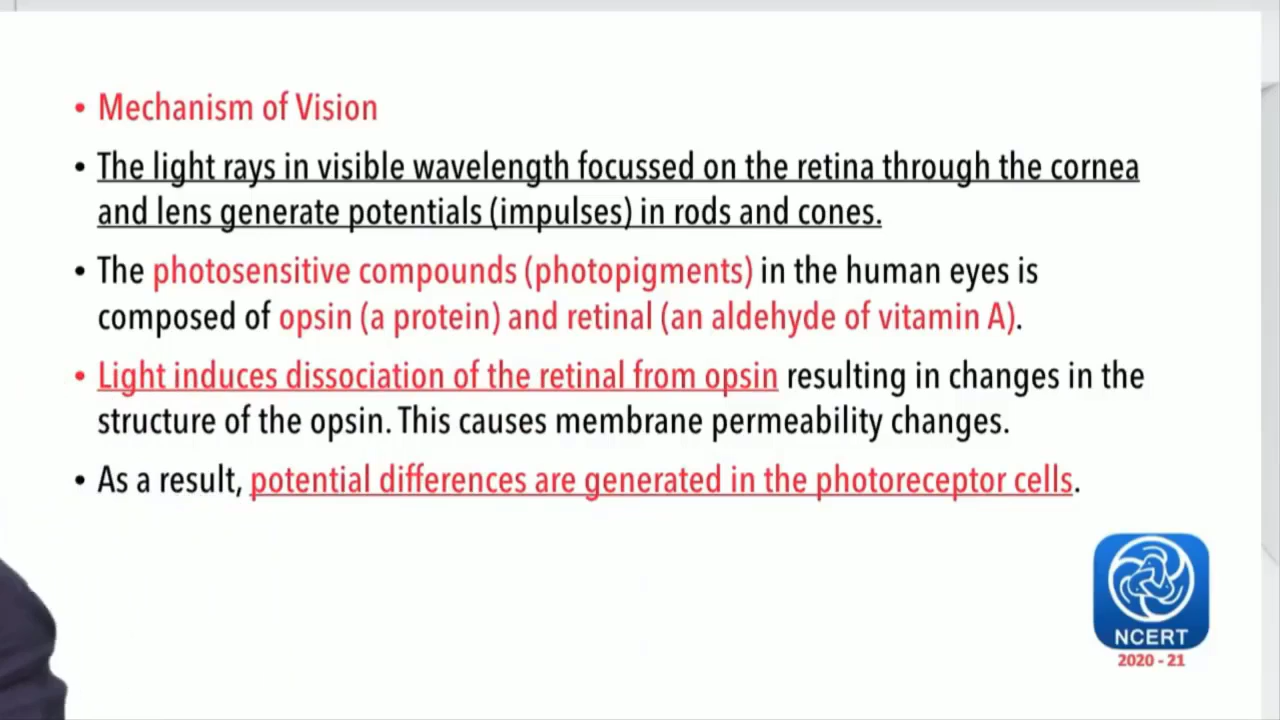 • Mechanism of Vision
• The light rays in visible wavelength focussed on the retina through the cornea
and lens generate potentials (impulses) in rods and cones.
• The photosensitive compounds (photopigments) in the human eyes is
composed of opsin (a protein) and retinal (an aldehyde of vitamin A).
• Light induces dissociation of the retinal from opsin resulting in changes in the
structure of the opsin. This causes membrane permeability changes.
• As a result, potential differences are generated in the photoreceptor cells.
NCERT
2020 - 21